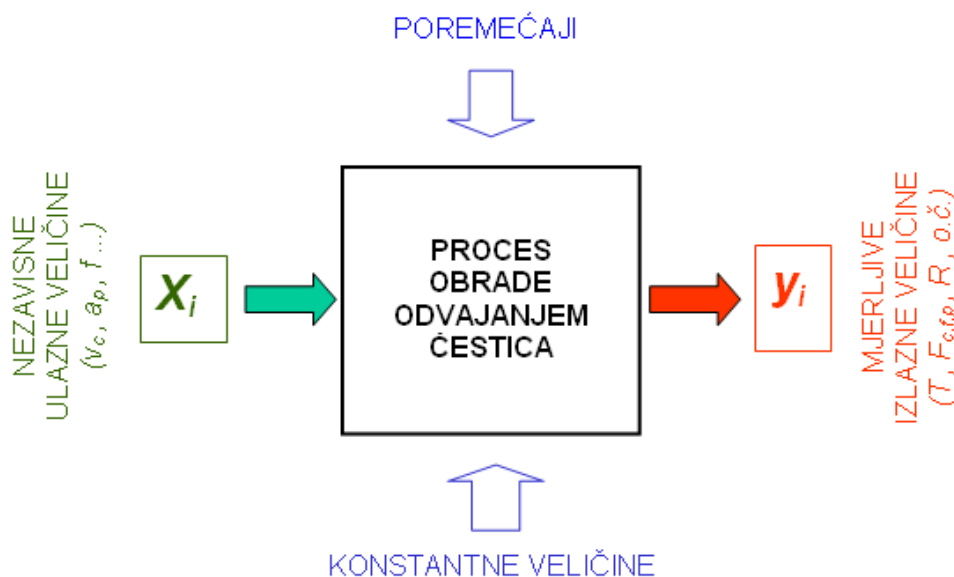 POREMEĆAJI
NEZAVISNE
ULAZNE VELIČINE
(vc, ap, f ...)
Xi
PROCES
OBRADE
ODVAJANJEM
ČESTICA
yi
MJERLJIVE
IZLAZNE VELIČINE
(T, Fc,f,p, R, o.č.)
KONSTANTNE VELIČINE